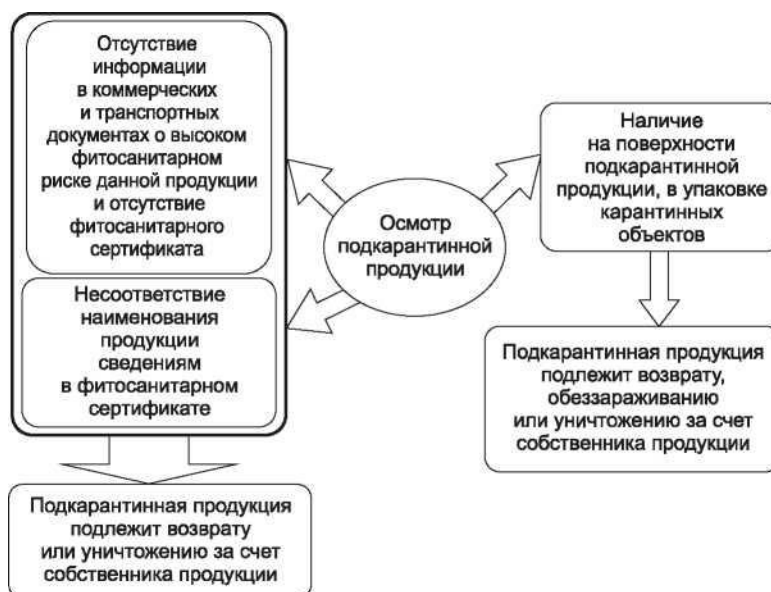 Отсутствие
информации
в коммерческих
и транспортных
документах о высоком
фитосанитарном
риске данной продукции
и отсутствие
фитосанитарного
сертификата
Несоответствие
наименования
продукции
сведениям
в фитосанитарном
сертификате
Подкарантинная продукция
подлежит возврату
или уничтожению за счет
собственника продукции
Осмотр
подкарантинной
продукции
Наличие
на поверхности
подкарантинной
продукции, в упаковке
карантинных
объектов
Подкарантинная продукция
подлежит возврату,
обеззараживанию
или уничтожению за счет
собственника продукции